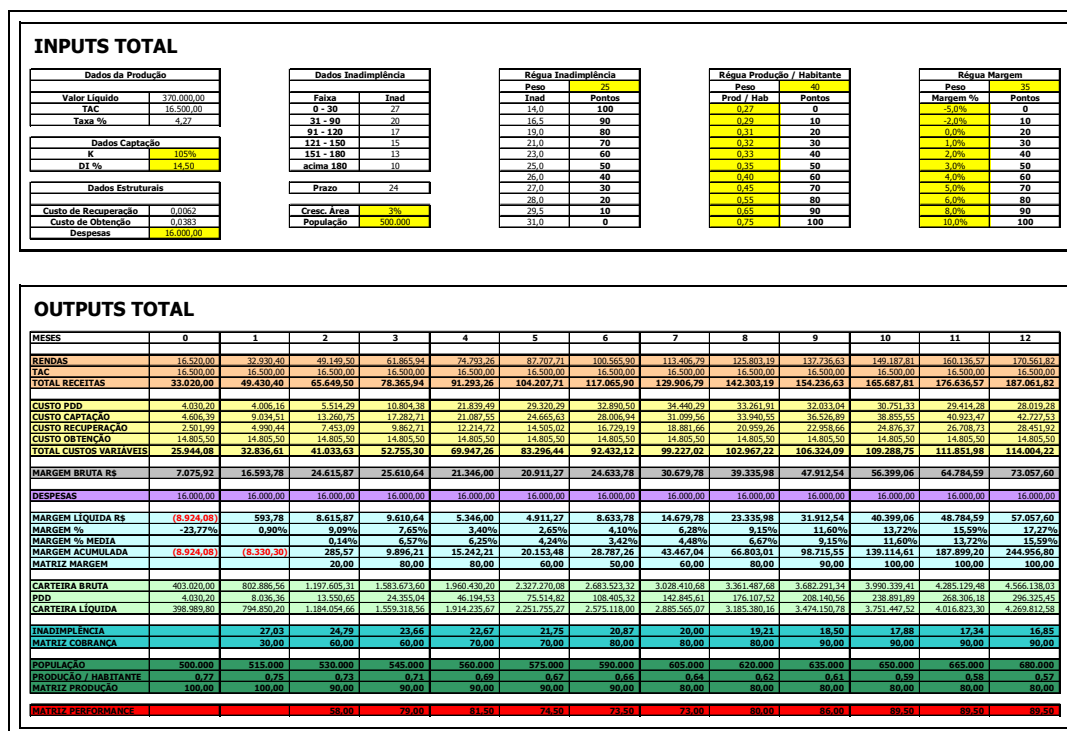 INPUTS TOTAL
Dados da Produção Dados Inadimplência Régua Inadimplência Régua Produção / Habitante Régua Margem
Peso 25 Peso 40 Peso 35
Valor Líquido 370.000,00 Faixa Inad Inad Pontos Prod / Hab Pontos Margem % Pontos
TAC 16.500,00 0 - 30 27 14,0 100 0,27 0 -5,0% 0
Taxa % 4,27 31 - 90 20 16,5 90 0,29 10 -2,0% 10
91 - 120 17 19,0 80 0,31 20 0,0% 20
Dados Captação 121 - 150 15 21,0 70 0,32 30 1,0% 30
K 105% 151 - 180 13 23,0 60 0,33 40 2,0% 40
DI % 14,50 acima 180 10 25,0 50 0,35 50 3,0% 50
26,0 40 0,40 60 4,0% 60
Dados Estruturais Prazo 24 27,0 30 0,45 70 5,0% 70
28,0 20 0,55 80 6,0% 80
Custo de Recuperação 0,0062 Cresc. Área 3% 29,5 10 0,65 90 8,0% 90
Custo de Obtenção 0,0383 População 500.000 31,0 0 0,75 100 10,0% 100
Despesas 16.000,00
OUTPUTS TOTAL
MESES 0 1 2 3 4 5 6 7 8 9 10 11 12
RENDAS 16.520,00 32.930,40 49.149,50 61.865,94 74.793,26 87.707,71 100.565,90 113.406,79 125.803,19 137.736,63 149.187,81 160.136,57 170.561,82
TAC 16.500,00 16.500,00 16.500,00 16.500,00 16.500,00 16.500,00 16.500,00 16.500,00 16.500,00 16.500,00 16.500,00 16.500,00 16.500,00
TOTAL RECEITAS 33.020,00 49.430,40 65.649,50 78.365,94 91.293,26 104.207,71 117.065,90 129.906,79 142.303,19 154.236,63 165.687,81 176.636,57 187.061,82
CUSTO PDD 4.030,20 4.006,16 5.514,29 10.804,38 21.839,49 29.320,29 32.890,50 34.440,29 33.261,91 32.033,04 30.751,33 29.414,28 28.019,28
CUSTO CAPTAÇÃO 4.606,39 9.034,51 13.260,75 17.282,71 21.087,55 24.665,63 28.006,94 31.099,56 33.940,55 36.526,89 38.855,55 40.923,47 42.727,53
CUSTO RECUPERAÇÃO 2.501,99 4.990,44 7.453,09 9.862,71 12.214,72 14.505,02 16.729,19 18.881,66 20.959,26 22.958,66 24.876,37 26.708,73 28.451,92
CUSTO OBTENÇÃO 14.805,50 14.805,50 14.805,50 14.805,50 14.805,50 14.805,50 14.805,50 14.805,50 14.805,50 14.805,50 14.805,50 14.805,50 14.805,50
TOTAL CUSTOS VARIÁVEIS 25.944,08 32.836,61 41.033,63 52.755,30 69.947,26 83.296,44 92.432,12 99.227,02 102.967,22 106.324,09 109.288,75 111.851,98 114.004,22
MARGEM BRUTA R$ 7.075,92 16.593,78 24.615,87 25.610,64 21.346,00 20.911,27 24.633,78 30.679,78 39.335,98 47.912,54 56.399,06 64.784,59 73.057,60
DESPESAS 16.000,00 16.000,00 16.000,00 16.000,00 16.000,00 16.000,00 16.000,00 16.000,00 16.000,00 16.000,00 16.000,00 16.000,00 16.000,00
MARGEM LÍQUIDA R$ (8.924,08) 593,78 8.615,87 9.610,64 5.346,00 4.911,27 8.633,78 14.679,78 23.335,98 31.912,54 40.399,06 48.784,59 57.057,60
MARGEM % -23,77% 0,90% 9,09% 7,65% 3,40% 2,65% 4,10% 6,28% 9,15% 11,60% 13,72% 15,59% 17,27%
MARGEM % MEDIA 0,14% 6,57% 6,25% 4,24% 3,42% 4,48% 6,67% 9,15% 11,60% 13,72% 15,59%
MARGEM ACUMULADA (8.924,08) (8.330,30) 285,57 9.896,21 15.242,21 20.153,48 28.787,26 43.467,04 66.803,01 98.715,55 139.114,61 187.899,20 244.956,80
MATRIZ MARGEM 20,00 80,00 80,00 60,00 50,00 60,00 80,00 90,00 100,00 100,00 100,00
CARTEIRA BRUTA 403.020,00 802.886,56 1.197.605,31 1.583.673,60 1.960.430,20 2.327.270,08 2.683.523,32 3.028.410,68 3.361.487,68 3.682.291,34 3.990.339,41 4.285.129,48 4.566.138,03
PDD 4.030,20 8.036,36 13.550,65 24.355,04 46.194,53 75.514,82 108.405,32 142.845,61 176.107,52 208.140,56 238.891,89 268.306,18 296.325,45
CARTEIRA LÍQUIDA 398.989,80 794.850,20 1.184.054,66 1.559.318,56 1.914.235,67 2.251.755,27 2.575.118,00 2.885.565,07 3.185.380,16 3.474.150,78 3.751.447,52 4.016.823,30 4.269.812,58
INADIMPLÊNCIA 27,03 24,79 23,66 22,67 21,75 20,87 20,00 19,21 18,50 17,88 17,34 16,85
MATRIZ COBRANÇA 30,00 60,00 60,00 70,00 70,00 80,00 80,00 80,00 90,00 90,00 90,00 90,00
POPULAÇÃO 500.000 515.000 530.000 545.000 560.000 575.000 590.000 605.000 620.000 635.000 650.000 665.000 680.000
PRODUÇÃO / HABITANTE 0,77 0,75 0,73 0,71 0,69 0,67 0,66 0,64 0,62 0,61 0,59 0,58 0,57
MATRIZ PRODUÇÃO 100,00 100,00 90,00 90,00 90,00 90,00 90,00 80,00 80,00 80,00 80,00 80,00 80,00
MATRIZ PERFORMANCE 58,00 79,00 81,50 74,50 73,50 73,00 80,00 86,00 89,50 89,50 89,50